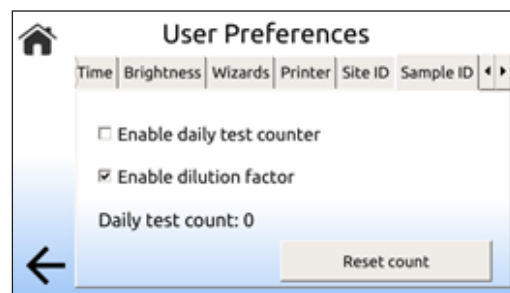 User Preferences
Time Brightness Wizards Printer Site ID Sample ID
Enable daily test counter
Enable dilution factor
Daily test count: 0
Reset count